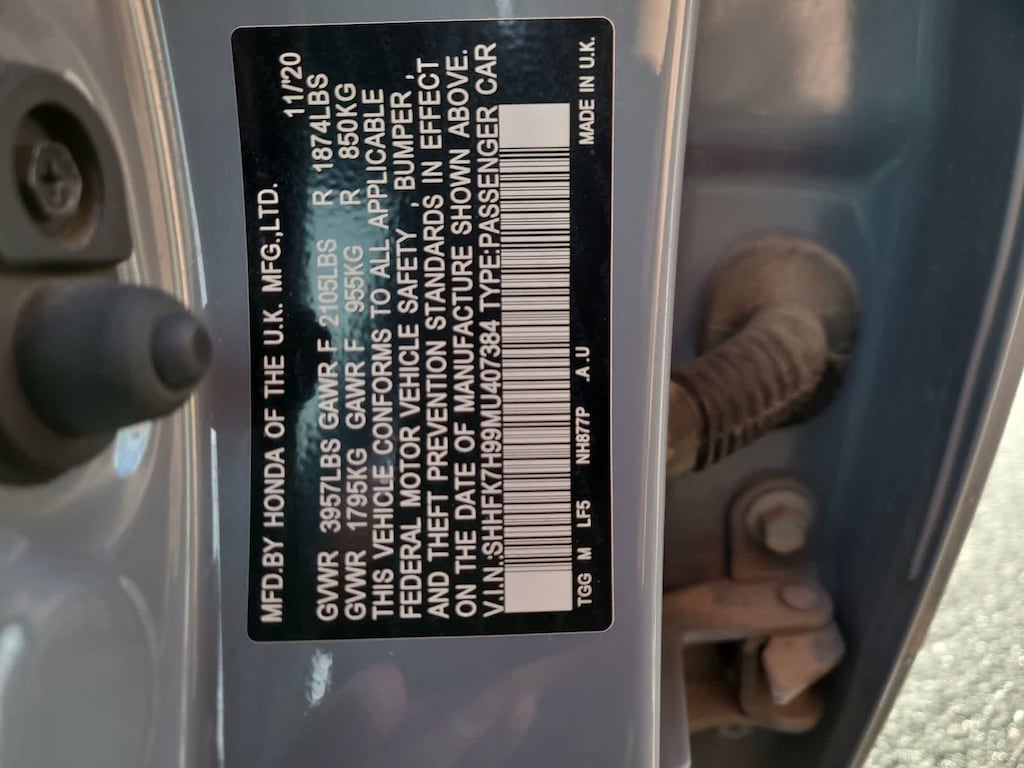 MFD.BY HONDA OF THE U.K. MFG.,LTD. 11/'20
GVWR 3957LBS GAWR F 2105LBS R 1874LBS
GVWR 1795KG GAWR F 955KG R 850KG
THIS VEHICLE CONFORMS TO ALL APPLICABLE
FEDERAL MOTOR VEHICLE SAFETY , BUMPER ,
AND THEFT PREVENTION STANDARDS IN EFFECT
ON THE DATE OF MANUFACTURE SHOWN ABOVE.
V.I.N.:SHHFK7H99MU407384 TYPE:PASSENGER CAR
TGG M LF5 NH877P .A .U MADE IN U.K.